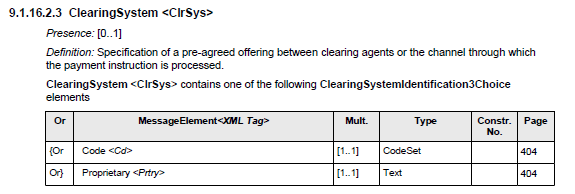 9.1.16.2.3 ClearingSystem <ClrSys>
Presence: [0..1]
Definition: Specification of a pre-agreed offering between clearing agents or the channel through which
the payment instruction is processed.
ClearingSystem <ClrSys> contains one of the following ClearingSystemIdentification3Choice
elements
Or MessageElement<XML Tag> Mult. Type Constr. No. Page
{Or Code <Cd> [1..1] CodeSet 404
Or} Proprietary <Prtry> [1..1] Text 404